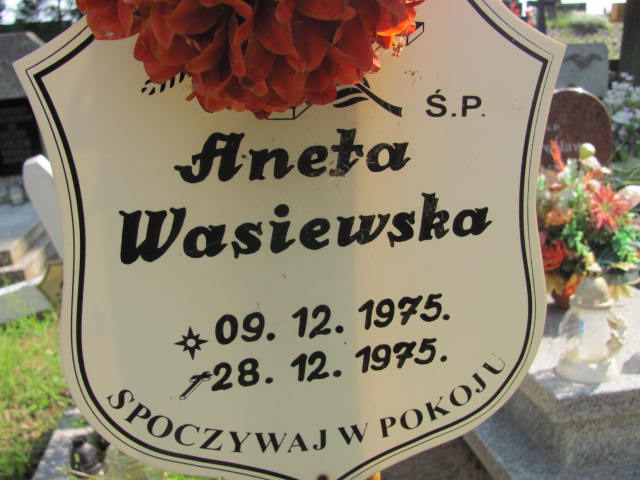 Ś.P.
Aneta
Wasiewska
09. 12. 1975.
28. 12. 1975.
SPOCZYWAJ W POKOJU